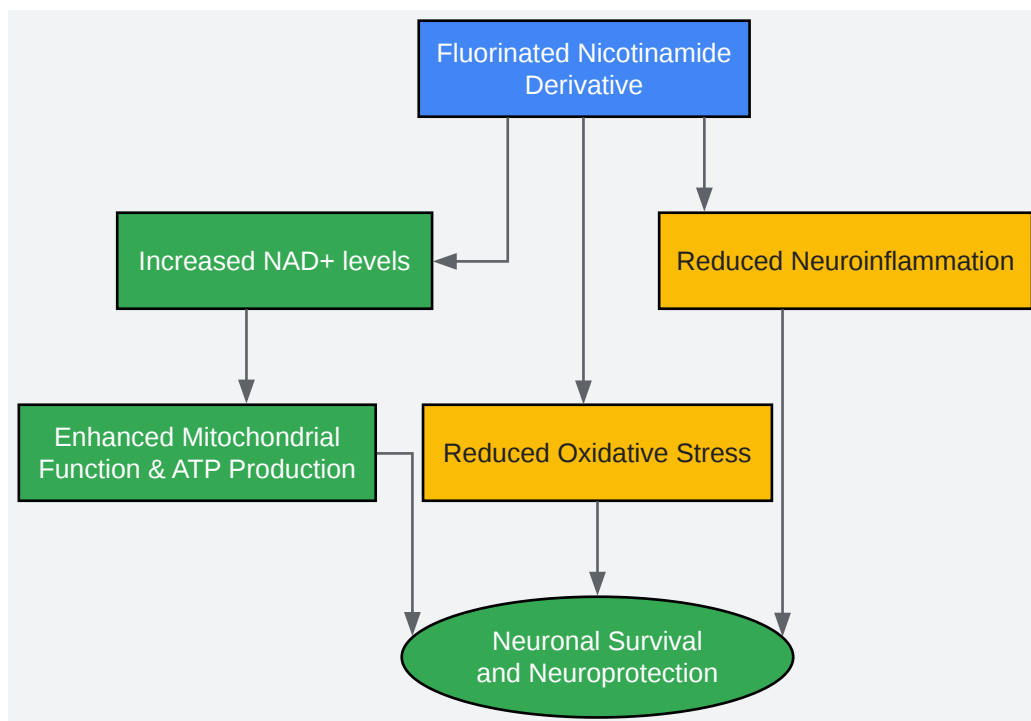 Fluorinated Nicotinamide
Derivative
Increased NAD+ levels
Reduced Neuroinflammation
Enhanced Mitochondrial
Function & ATP Production
Reduced Oxidative Stress
Neuronal Survival
and Neuroprotection